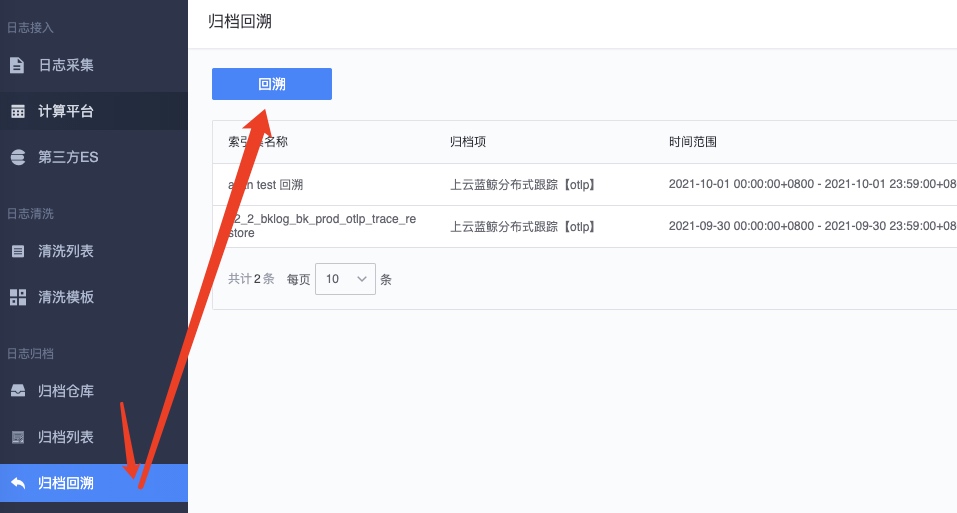 日志接入
日志采集
计算平台
第三方ES
日志清洗
清洗列表
清洗模板
日志归档
归档仓库
归档列表
归档回溯
归档回溯
回溯
索引 名称 归档项 时间范围
test 回溯 上云蓝鲸分布式跟踪【otlp】 2021-10-01 00:00:00+0800 - 2021-10-01 23:59:00+08
2_2_bklog_bk_prod_otlp_trace_re
store 上云蓝鲸分布式跟踪【otlp】 2021-09-30 00:00:00+0800 - 2021-09-30 23:59:00+08
共计2条 每页 10 条